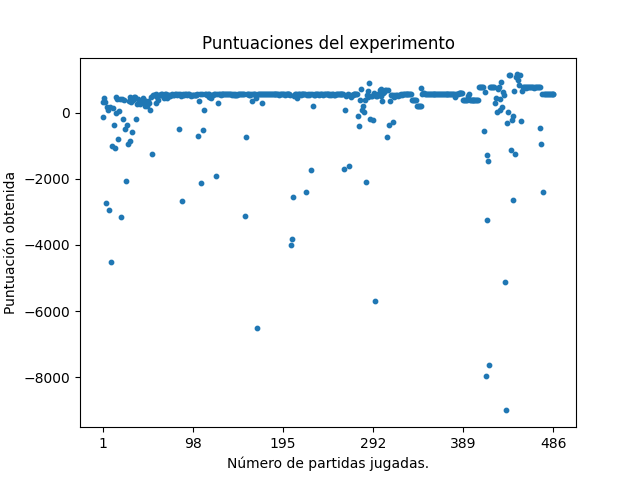 Puntuaciones del experimento
Puntuación obtenida
0
−2000
−4000
−6000
−8000
1 98 195 292 389 486
Número de partidas jugadas.